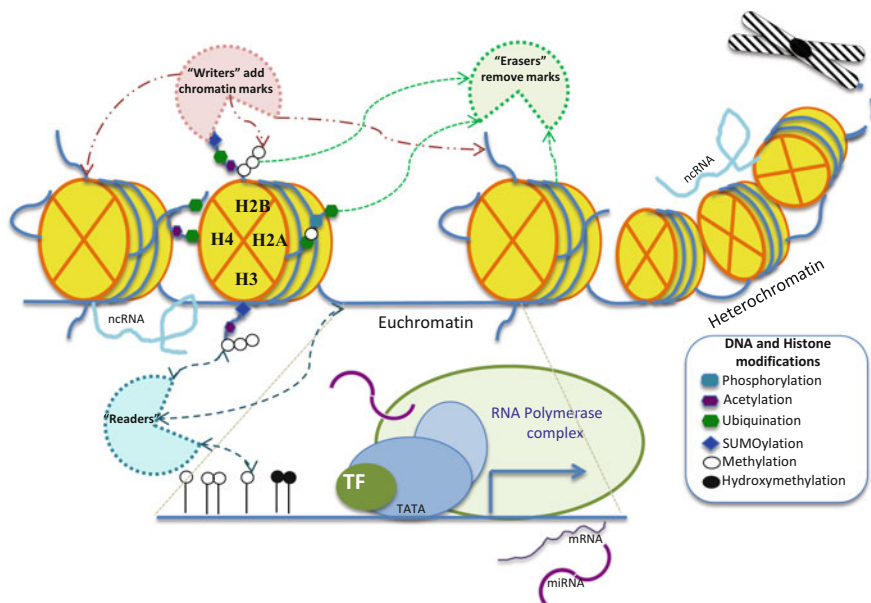 "Writers" add
chromatin marks
"Erasers"
remove marks
ncRNA
H2B
H4
H2A
H3
ncRNA
Euchromatin
Heterochromatin
DNA and Histone
modifications
Phosphorylation
Acetylation
Ubiquination
SUMOylation
Methylation
Hydroxymethylation
"Readers"
RNA Polymerase
complex
TF
TATA
mRNA
miRNA